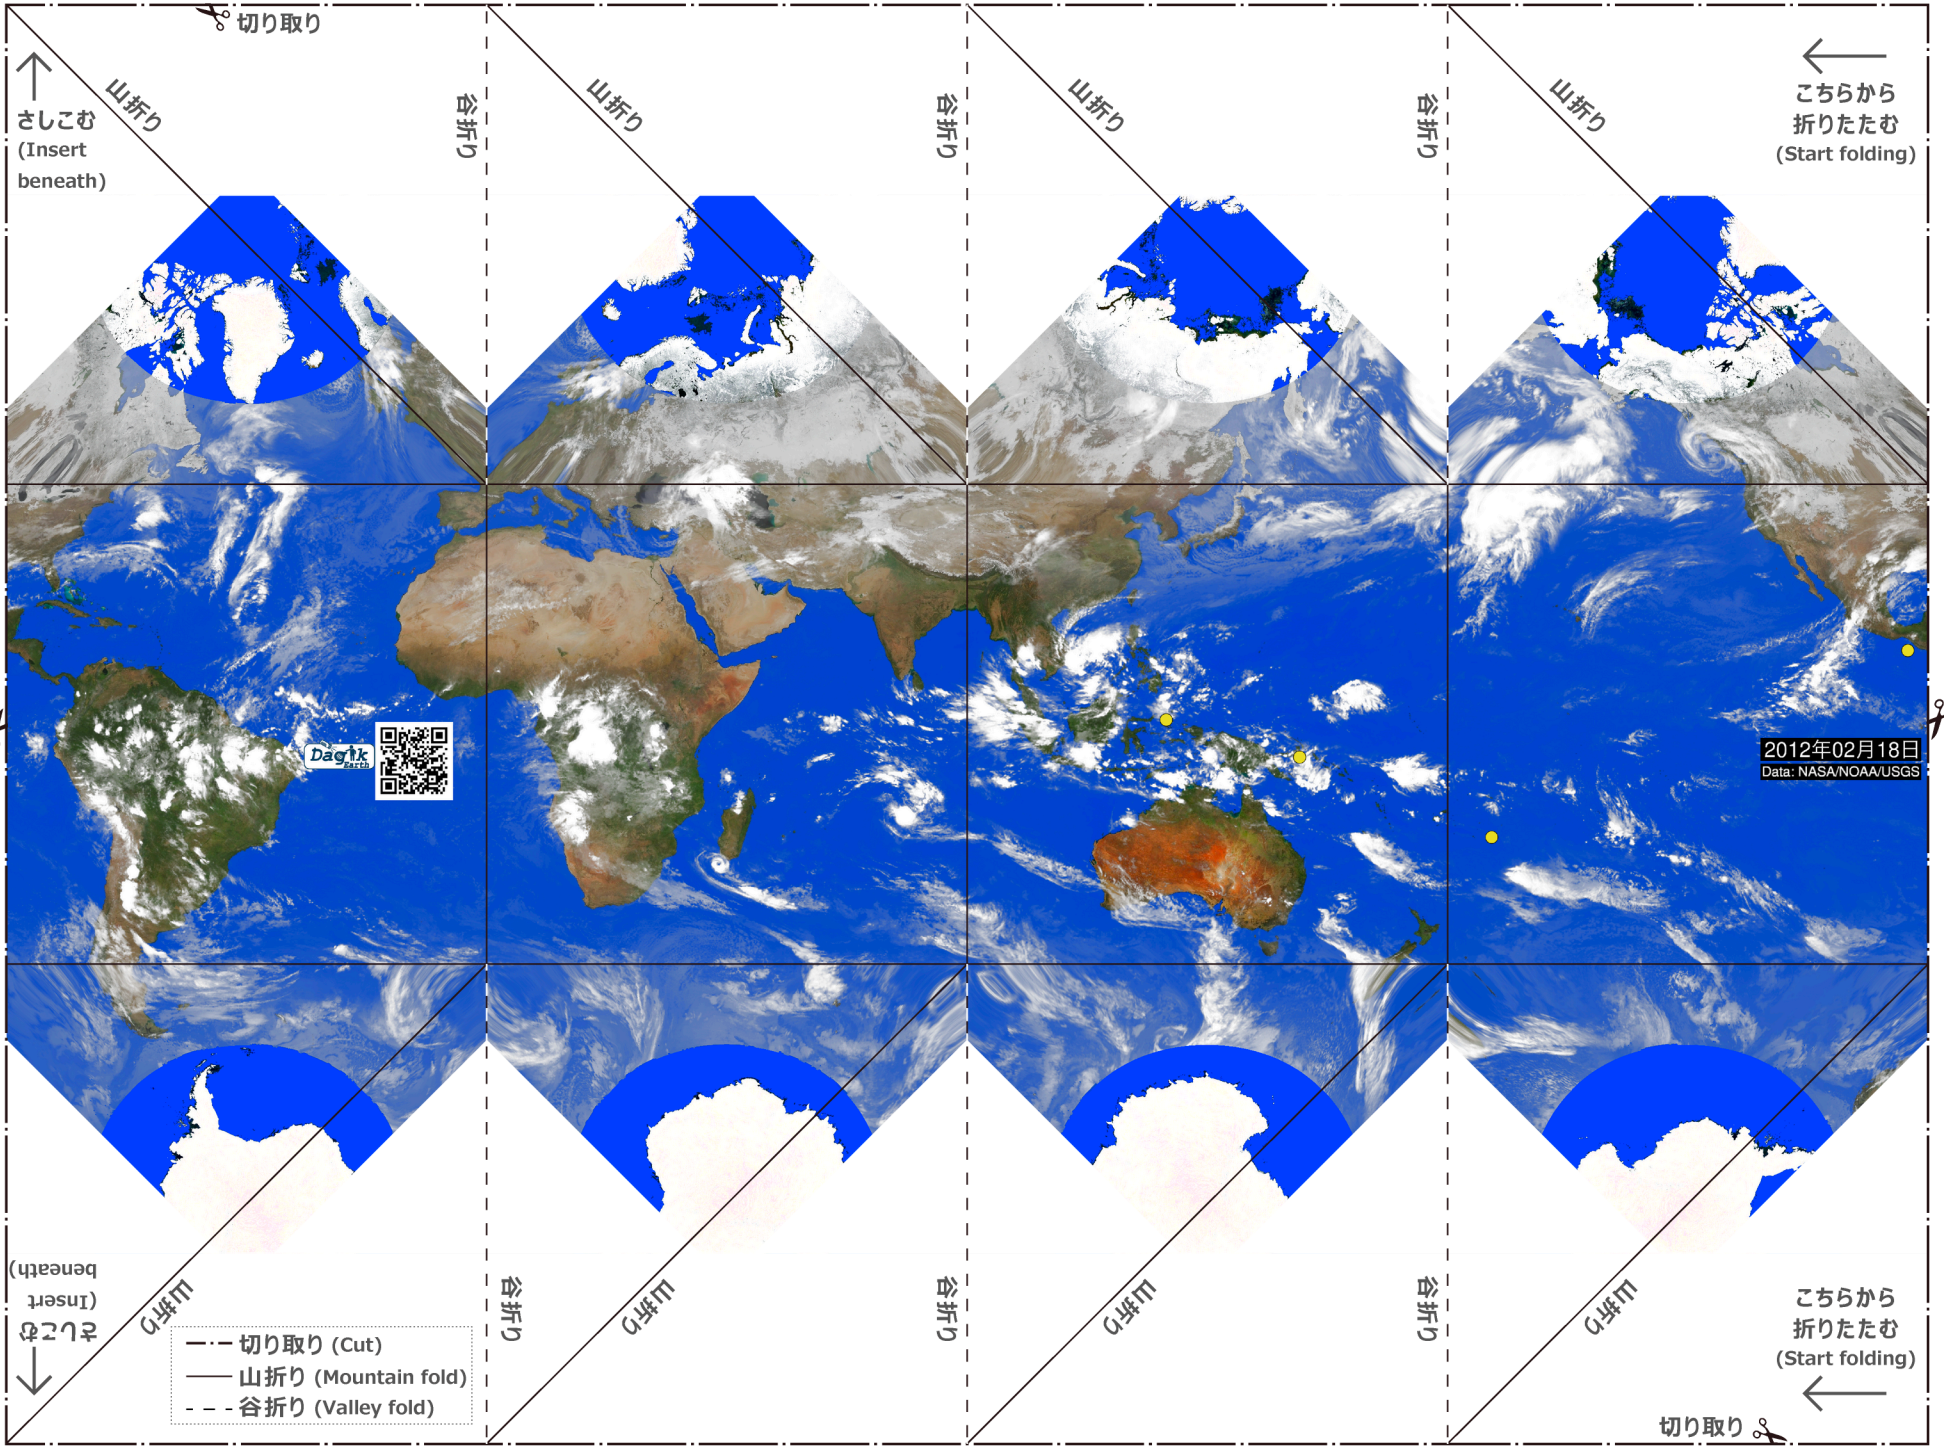 切り取り
山折り
谷折り
山折り
谷折り
山折り
谷折り
山折り
さしこむ
(Insert
beneath)
こちらから
折りたたむ
(Start folding)
Dagik
Earth
2012年02月18日
Data: NASA/NOAA/USGS
さしこむ
(Insert
beneath)
山折り
谷折り
山折り
谷折り
山折り
谷折り
山折り
切り取り (Cut)
山折り (Mountain fold)
谷折り (Valley fold)
こちらから
折りたたむ
(Start folding)
切り取り